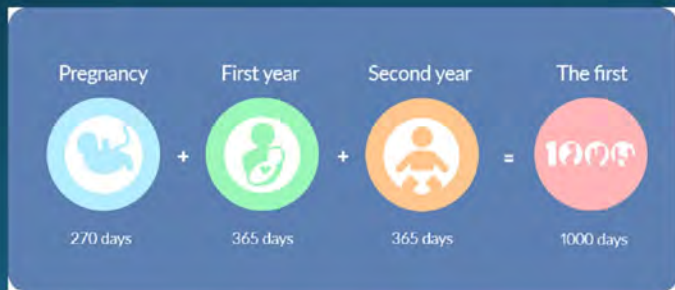 Pregnancy First year Second year The first
+ + = 1000
270 days 365 days 365 days 1000 days